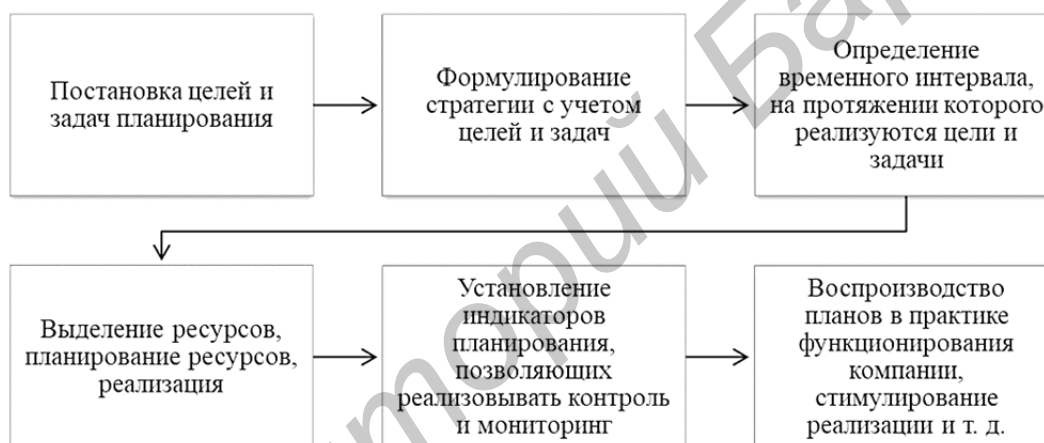 Постановка целей и
задач планирования
Формулирование
стратегии с учетом
целей и задач
Определение
временного интервала,
на протяжении которого
реализуются цели и
задачи
Выделение ресурсов,
планирование ресурсов,
реализация
Установление
индикаторов
планирования,
позволяющих
реализовывать контроль
и мониторинг
Воспроизводство
планов в практике
функционирования
компании,
стимулирование
реализации и т. д.